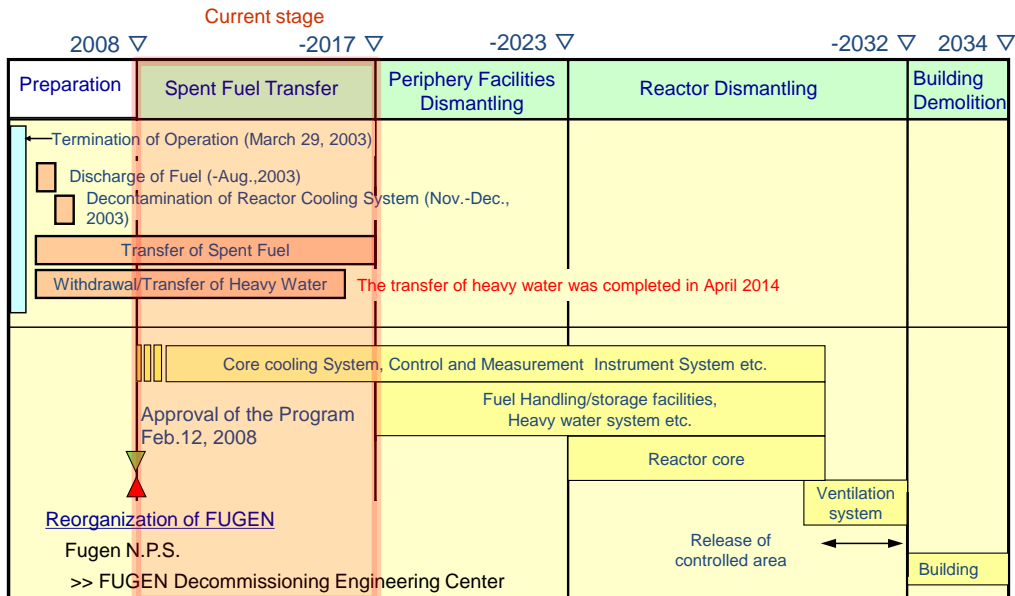 Current stage
2008 ▽ -2017 ▽ -2023 ▽ -2032 ▽ 2034 ▽
Preparation
Spent Fuel Transfer
Periphery Facilities
Dismantling
Reactor Dismantling
Building
Demolition
Termination of Operation (March 29, 2003)
Discharge of Fuel (-Aug.,2003)
Decontamination of Reactor Cooling System (Nov.-Dec.,
2003)
Transfer of Spent Fuel
Withdrawal/Transfer of Heavy Water
The transfer of heavy water was completed in April 2014
Core cooling System, Control and Measurement Instrument System etc.
Fuel Handling/storage facilities,
Heavy water system etc.
Approval of the Program
Feb.12, 2008
Reactor core
Ventilation
system
Reorganization of FUGEN
Fugen N.P.S.
>> FUGEN Decommissioning Engineering Center
Release of
controlled area
Building